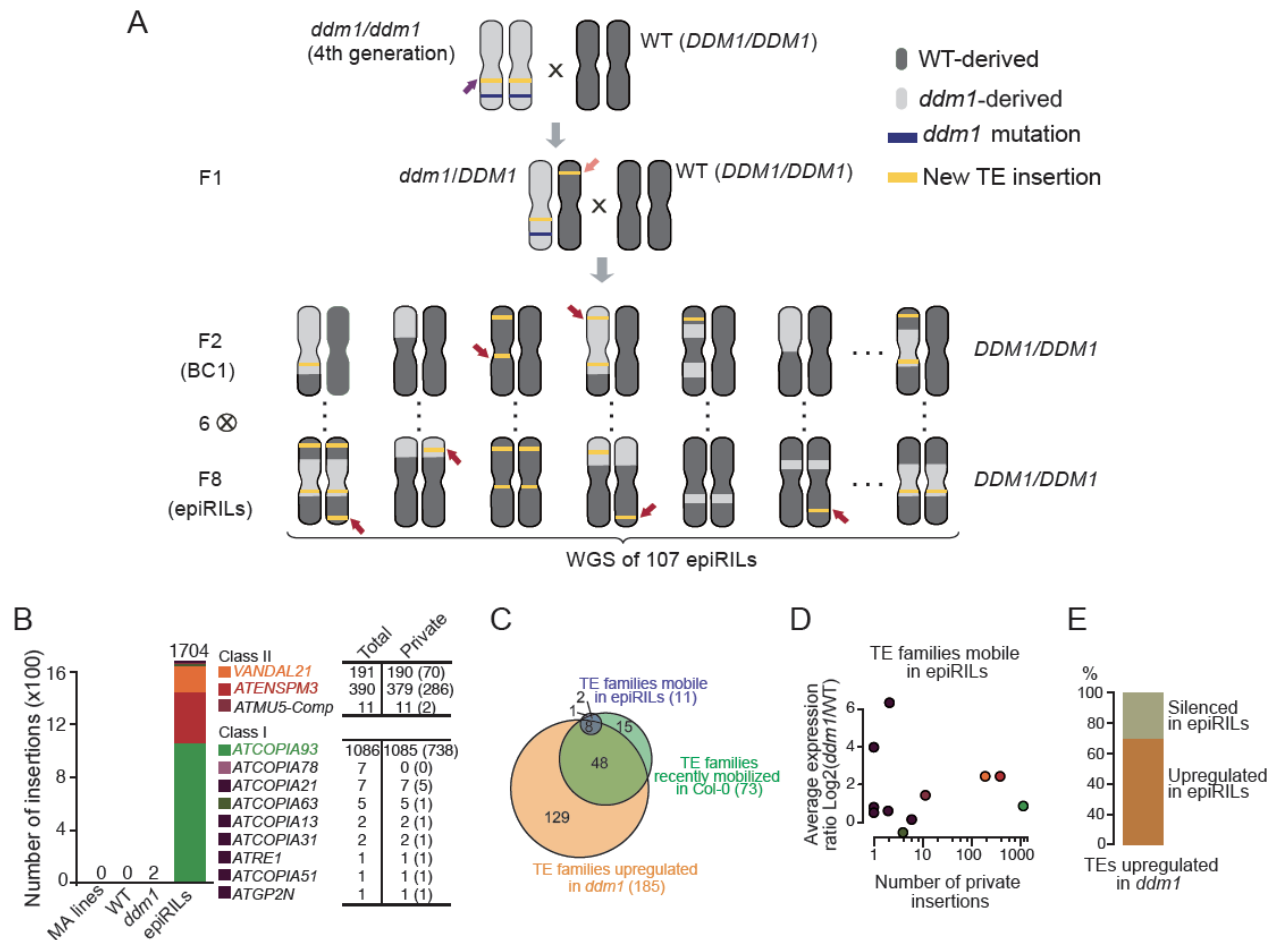 A
ddm1/ddm1
(4th generation)
x
WT (DDM1/DDM1)
WT-derived
ddm1-derived
ddm1 mutation
New TE insertion
F1
ddm1/DDM1
x
WT (DDM1/DDM1)
F2
(BC1)
. . .
DDM1/DDM1
6 ⊗
F8
(epiRILs)
. . .
DDM1/DDM1
WGS of 107 epiRILs
B
Number of insertions (x100)
16
12
8
4
0
0
0
2
1704
MA lines
WT
ddm1
epiRILs
Total Private
Class II
VANDAL21 191 190 (70)
ATENSPM3 390 379 (286)
ATMU5-Comp 11 11 (2)
Class I
ATCOPIA93 1086 1085 (738)
ATCOPIA78 7 0 (0)
ATCOPIA21 7 7 (5)
ATCOPIA63 5 5 (1)
ATCOPIA13 2 2 (1)
ATCOPIA31 2 2 (1)
ATRE1 1 1 (1)
ATCOPIA51 1 1 (1)
ATGP2N 1 1 (1)
C
TE families mobile
in epiRILs (11)
2
1
8
15
48
129
TE families
recently mobilized
in Col-0 (73)
TE families upregulated
in ddm1 (185)
D
TE families mobile
in epiRILs
Average expression
ratio Log2(ddm1/WT)
6
4
2
0
1 10 100 1000
Number of private
insertions
E
%
100
80
60
40
20
0
Silenced
in epiRILs
Upregulated
in epiRILs
TEs upregulated
in ddm1